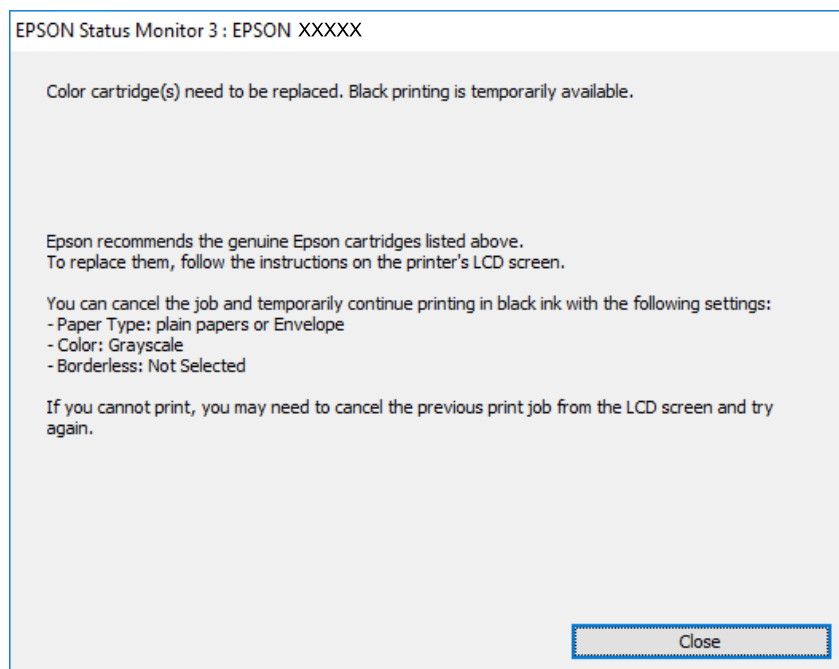 EPSON Status Monitor 3 : EPSON XXXXX
Color cartridge(s) need to be replaced. Black printing is temporarily available.
Epson recommends the genuine Epson cartridges listed above.
To replace them, follow the instructions on the printer's LCD screen.
You can cancel the job and temporarily continue printing in black ink with the following settings:
- Paper Type: plain papers or Envelope
- Color: Grayscale
- Borderless: Not Selected
If you cannot print, you may need to cancel the previous print job from the LCD screen and try
again.
Close